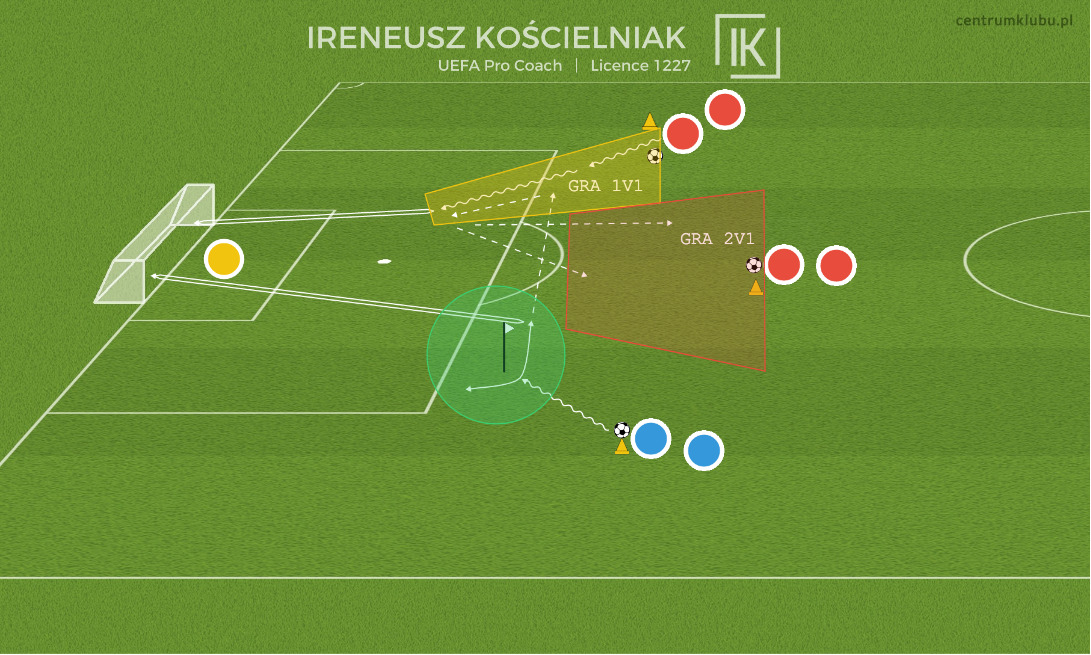 centrumklubu.pl
IRENEUSZ KOŚCIELNIAK
IK
UEFA Pro Coach | Licence 1227
GRA 1V1
GRA 2V1